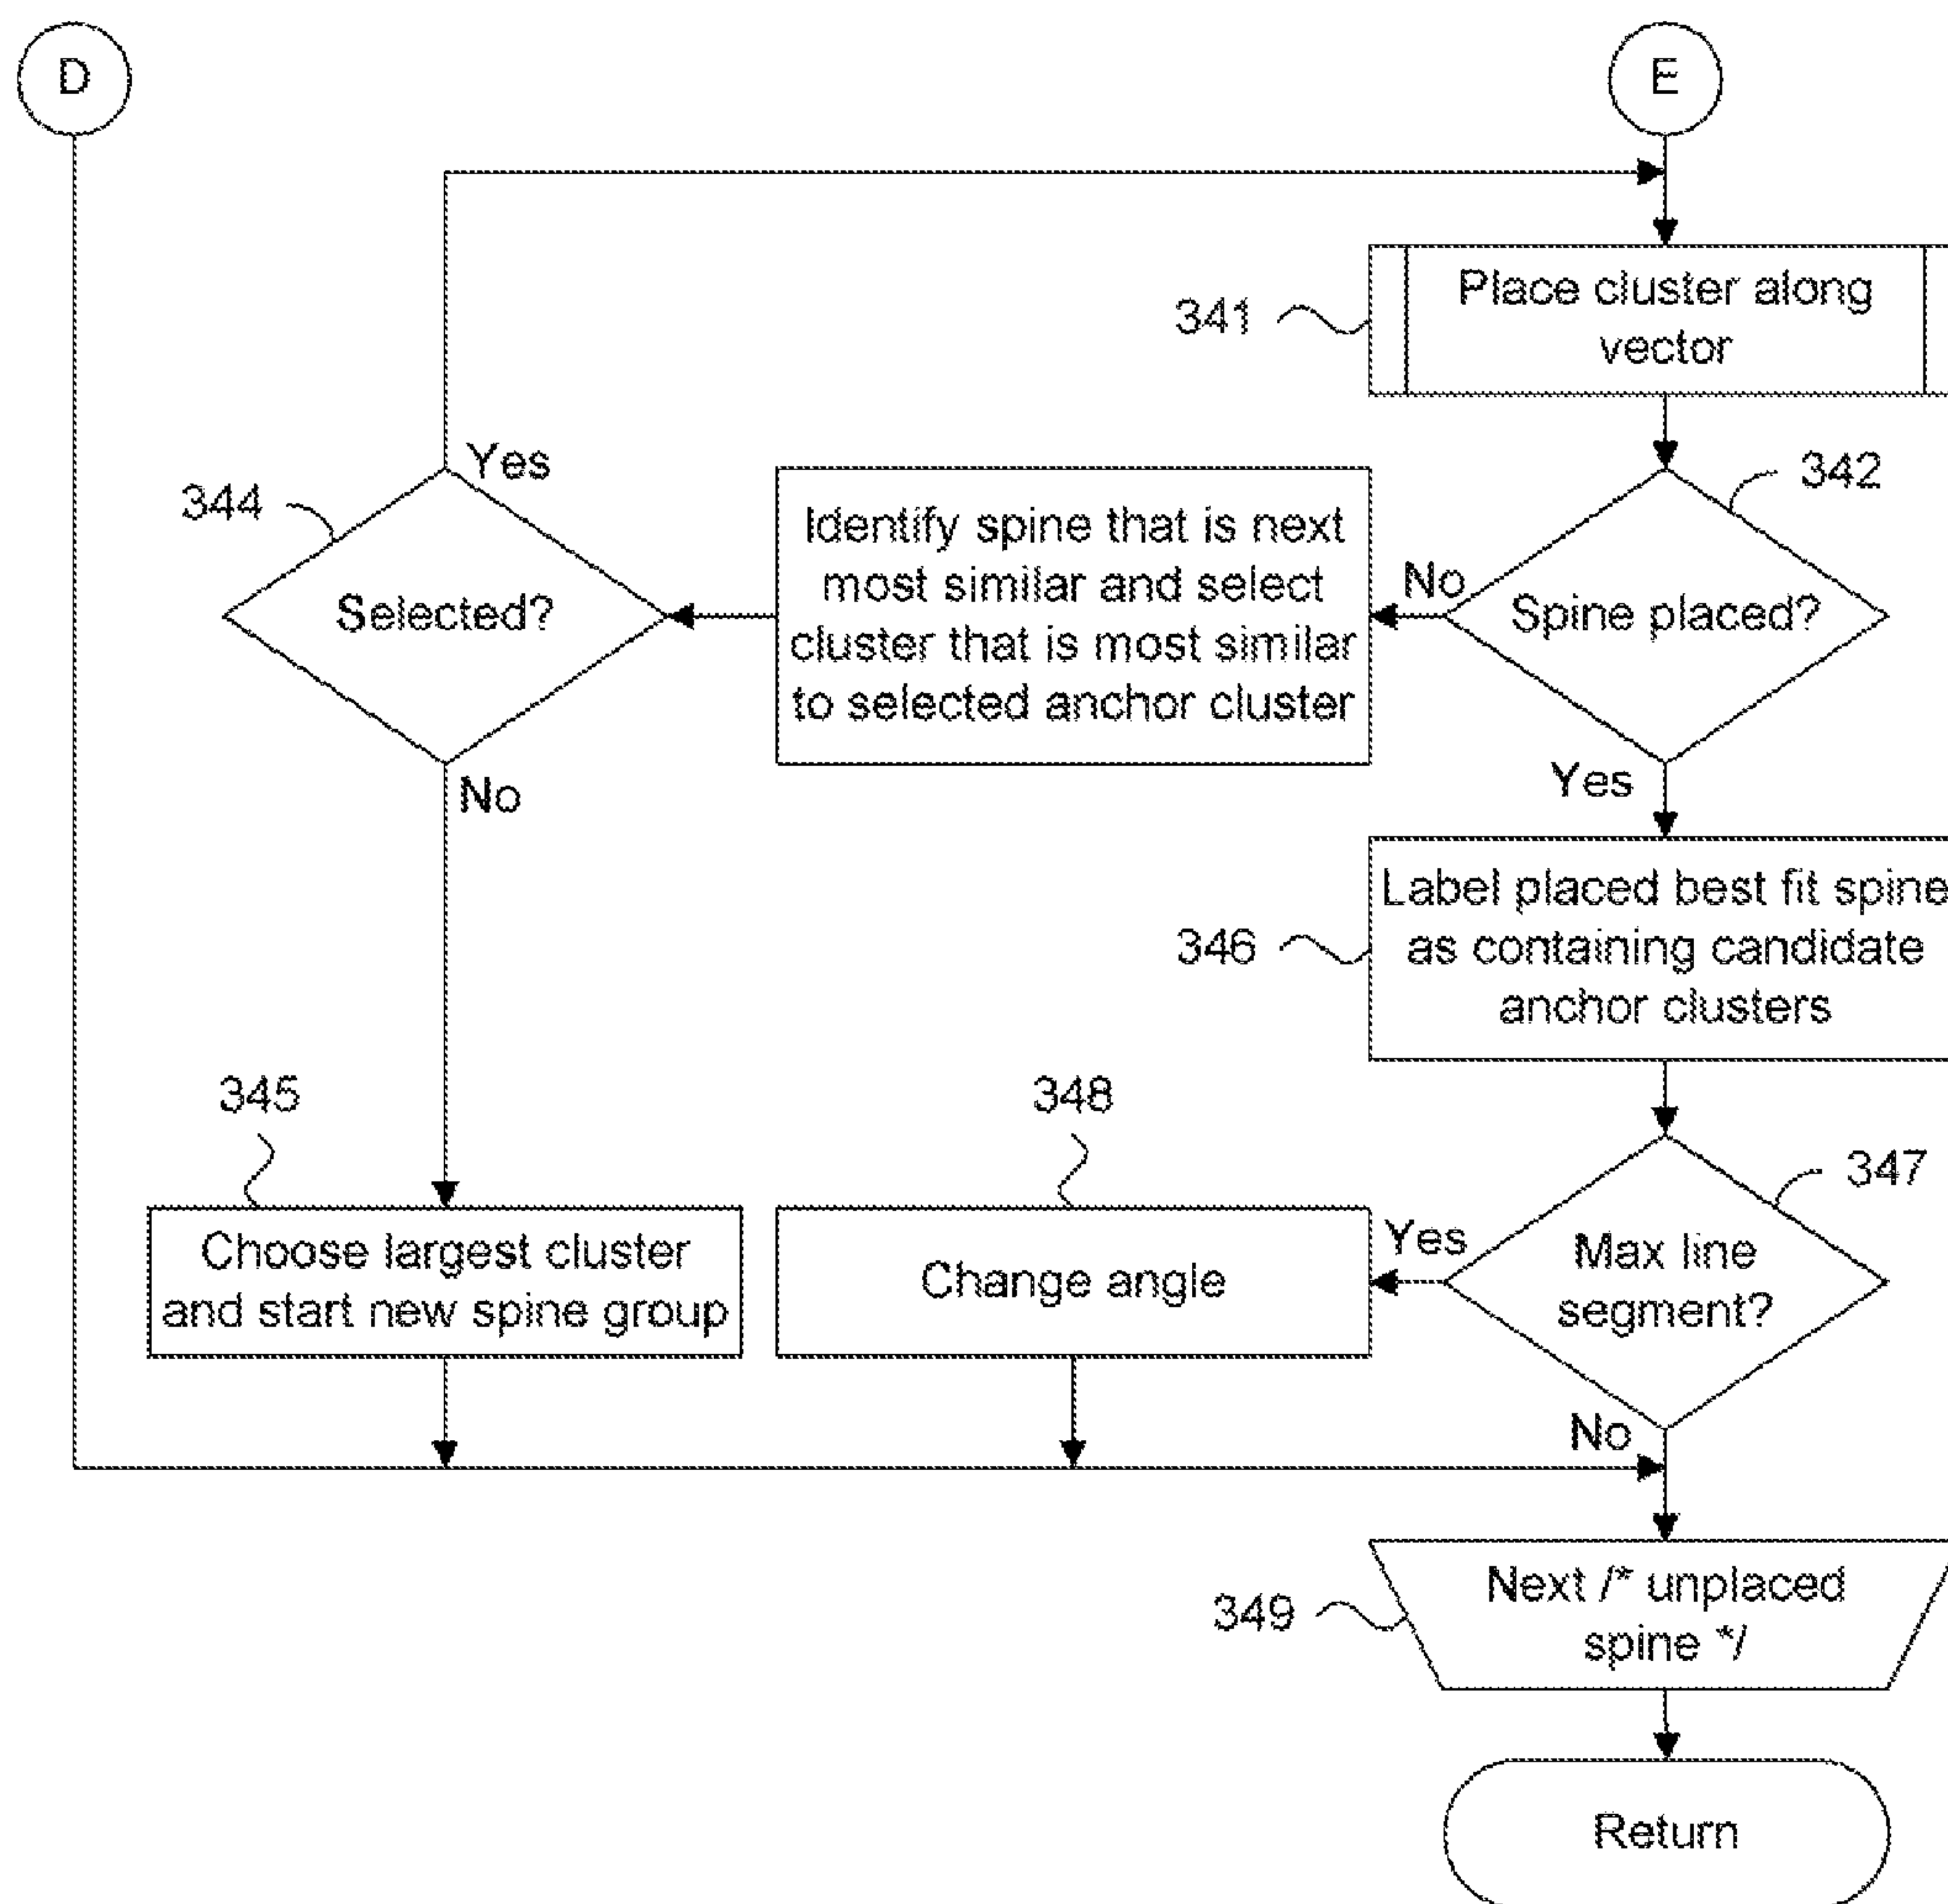 D
E
341
Place cluster along
vector
344
Yes
Selected?
No
Identify spine that is next
most similar and select
cluster that is most similar
to selected anchor cluster
342
No
Spine placed?
Yes
346
Label placed best fit spine
as containing candidate
anchor clusters
345
Choose largest cluster
and start new spine group
348
Change angle
347
Yes
Max line
segment?
No
349
Next /* unplaced
spine */
Return